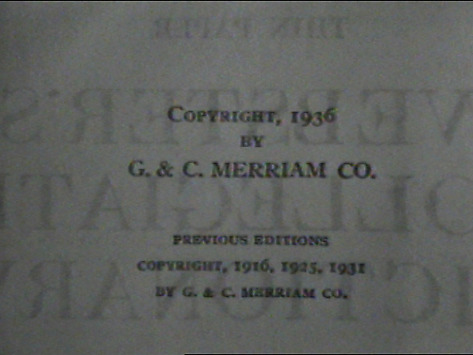 COPYRIGHT, 1936
BY
G. & C. MERRIAM CO.
PREVIOUS EDITIONS
COPYRIGHT, 1916, 1925, 1931
BY G. & C. MERRIAM CO.